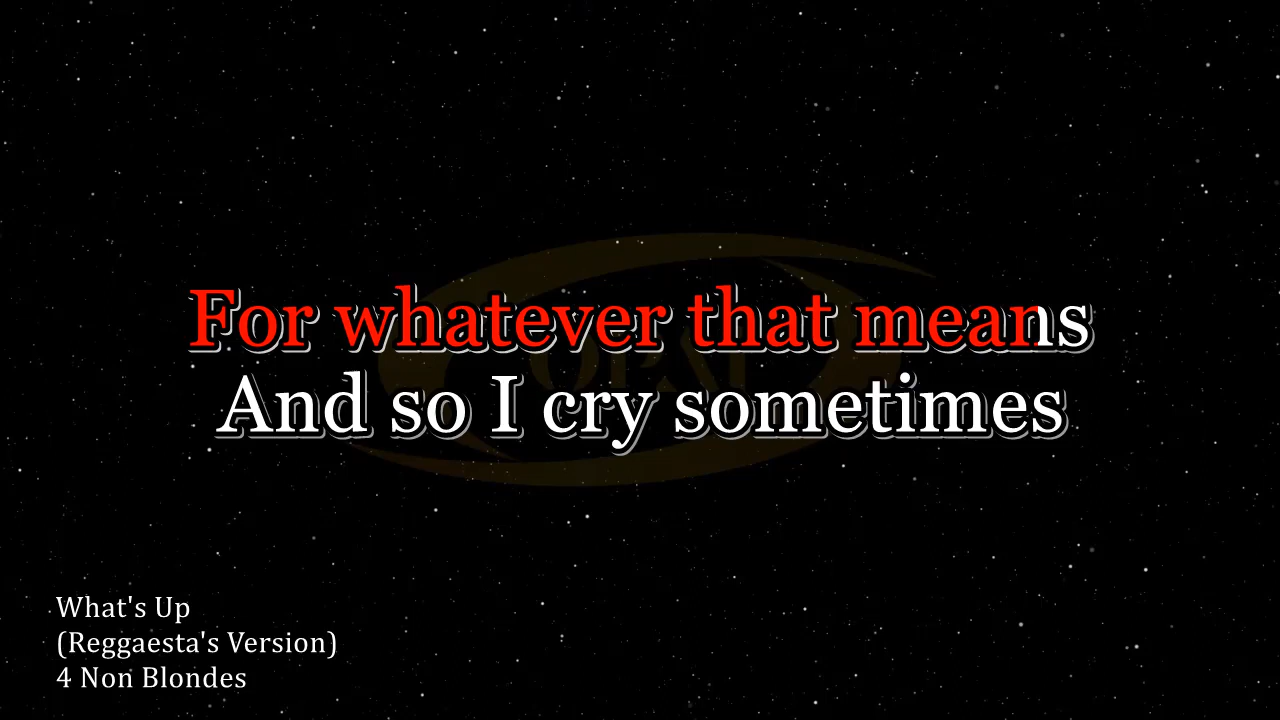 For whatever that means
And so I cry sometimes
What's Up
(Reggaesta's Version)
4 Non Blondes